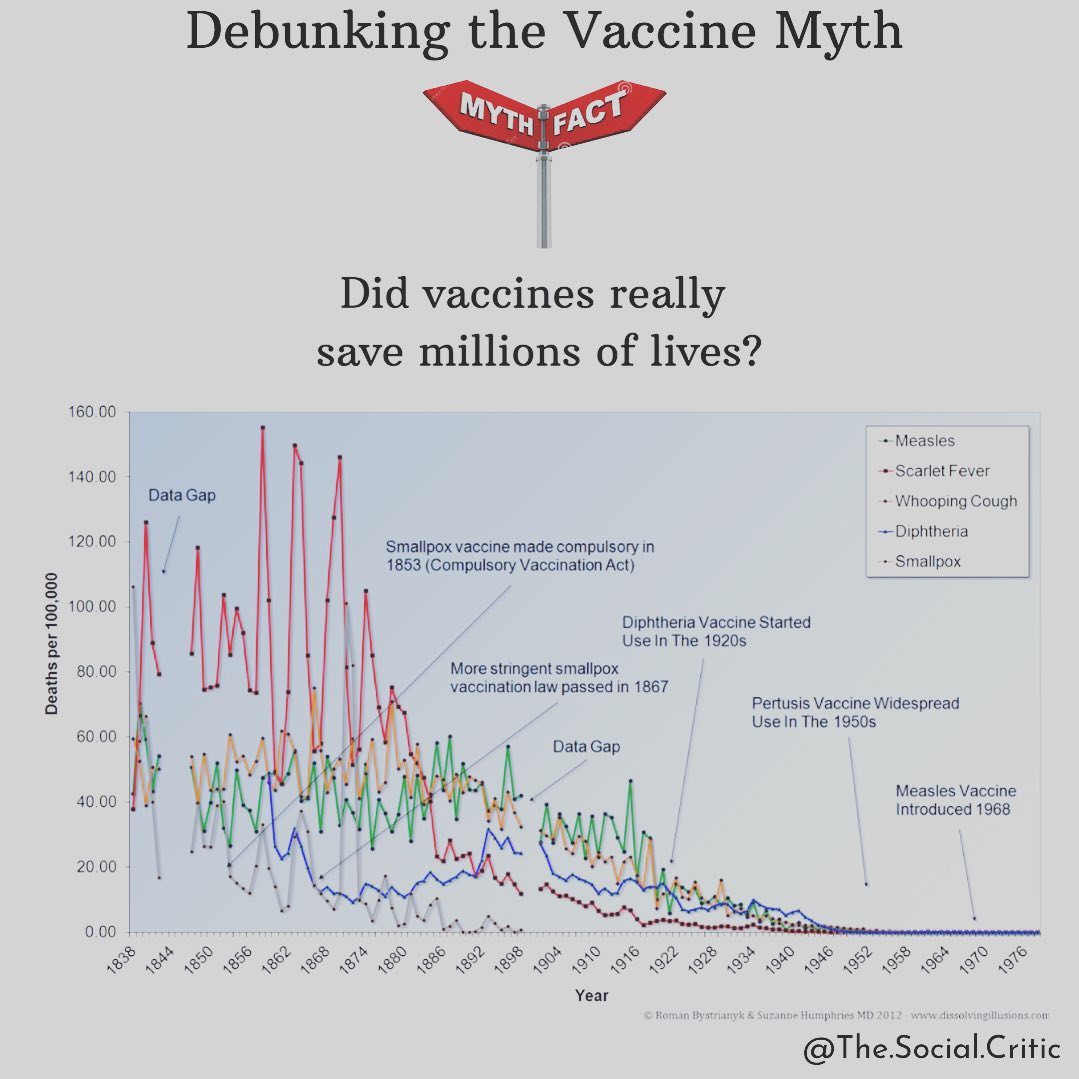 Debunking the Vaccine Myth
MYTH
FACT
Did vaccines really
save millions of lives?
160.00
140.00
120.00
100.00
80.00
60.00
40.00
20.00
0.00
Deaths per 100,000
Data Gap
Smallpox vaccine made compulsory in
1853 (Compulsory Vaccination Act)
More stringent smallpox
vaccination law passed in 1867
Data Gap
Diphtheria Vaccine Started
Use In The 1920s
Pertusis Vaccine Widespread
Use In The 1950s
Measles Vaccine
Introduced 1968
Measles
Scarlet Fever
Whooping Cough
Diphtheria
Smallpox
1838
1844
1850
1856
1862
1868
1874
1880
1886
1892
1898
1904
1910
1916
1922
1928
1934
1940
1946
1952
1958
1964
1970
1976
Year
© Roman Bystrianyk & Suzanne Humphries MD 2012 - www.dissolvingillusions.com
@The.Social.Critic